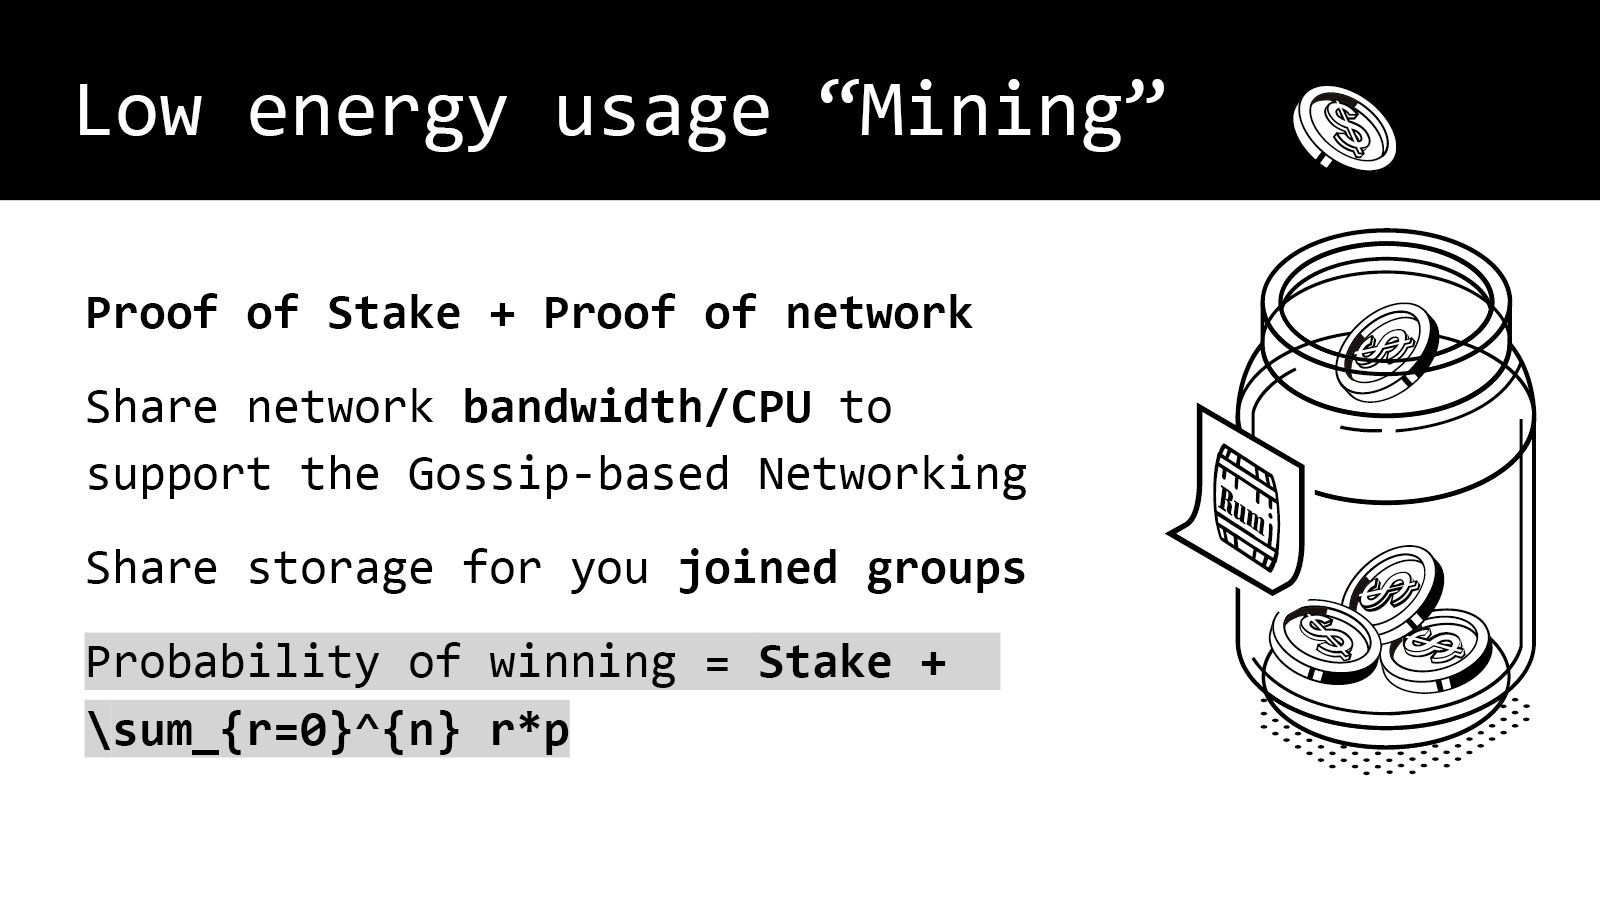 Low energy usage “Mining”
Proof of Stake + Proof of network
Share network bandwidth/CPU to
support the Gossip-based Networking
Share storage for you joined groups
Probability of winning = Stake +
\sum_{r=0}^{n} r*p
Rum